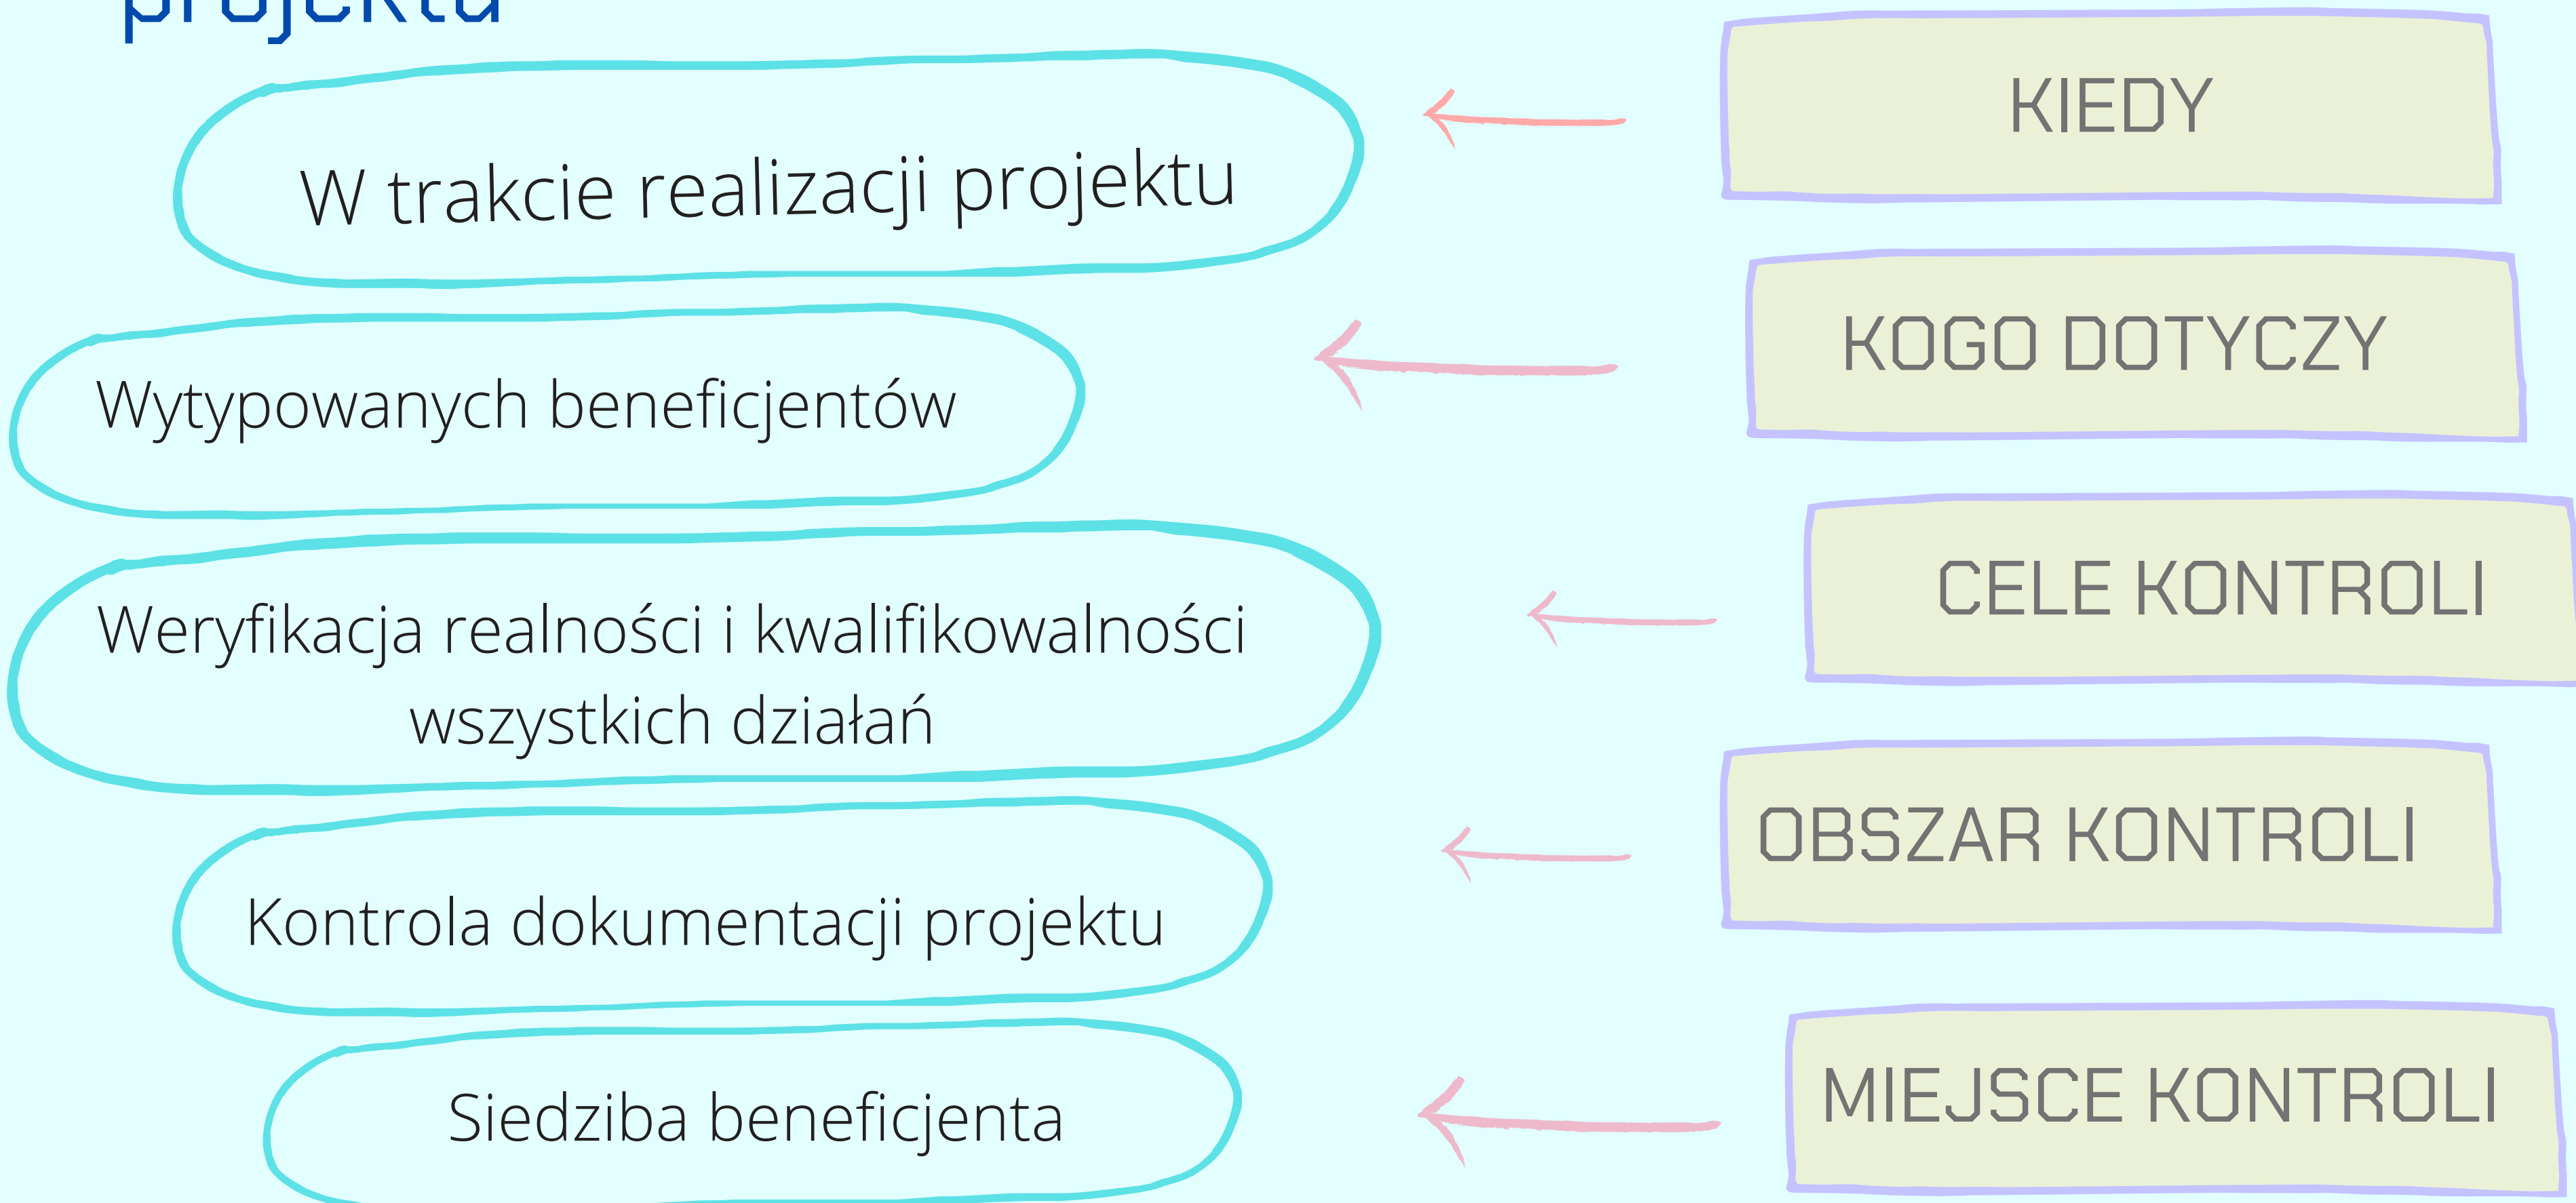 projektu
W trakcie realizacji projektu
KIEDY
Wytypowanych beneficjentów
KOGO DOTYCZY
Weryfikacja realności i kwalifikowalności
wszystkich działań
CELE KONTROLI
Kontrola dokumentacji projektu
OBSZAR KONTROLI
Siedziba beneficjenta
MIEJSCE KONTROLI